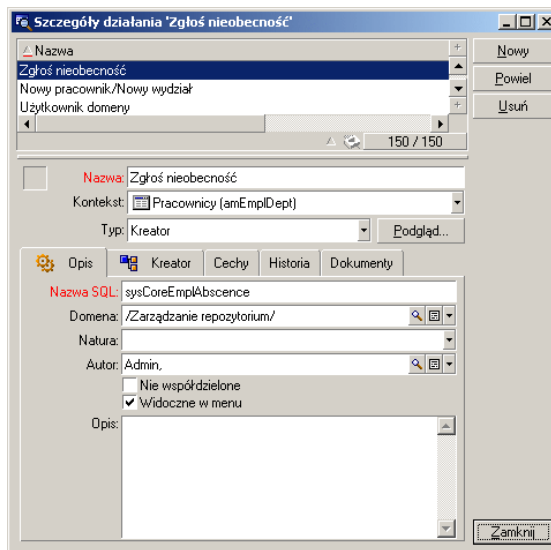 Szczegóły działania 'Zgłoś nieobecność'
Nazwa
Nowy
Zgłoś nieobecność
Powiel
Nowy pracownik/Nowy wydział
Użytkownik domeny
Usuń
150 / 150
Nazwa: Zgłoś nieobecność
Kontekst: Pracownicy (amEmplDept)
Typ: Kreator
Podgląd...
Opis Kreator Cechy Historia Dokumenty
Nazwa SQL: sysCoreEmplAbscence
Domena: /Zarządzanie repozytorium/
Natura:
Autor: Admin,
Nie współdzielone
Widoczne w menu
Opis:
Zamknij